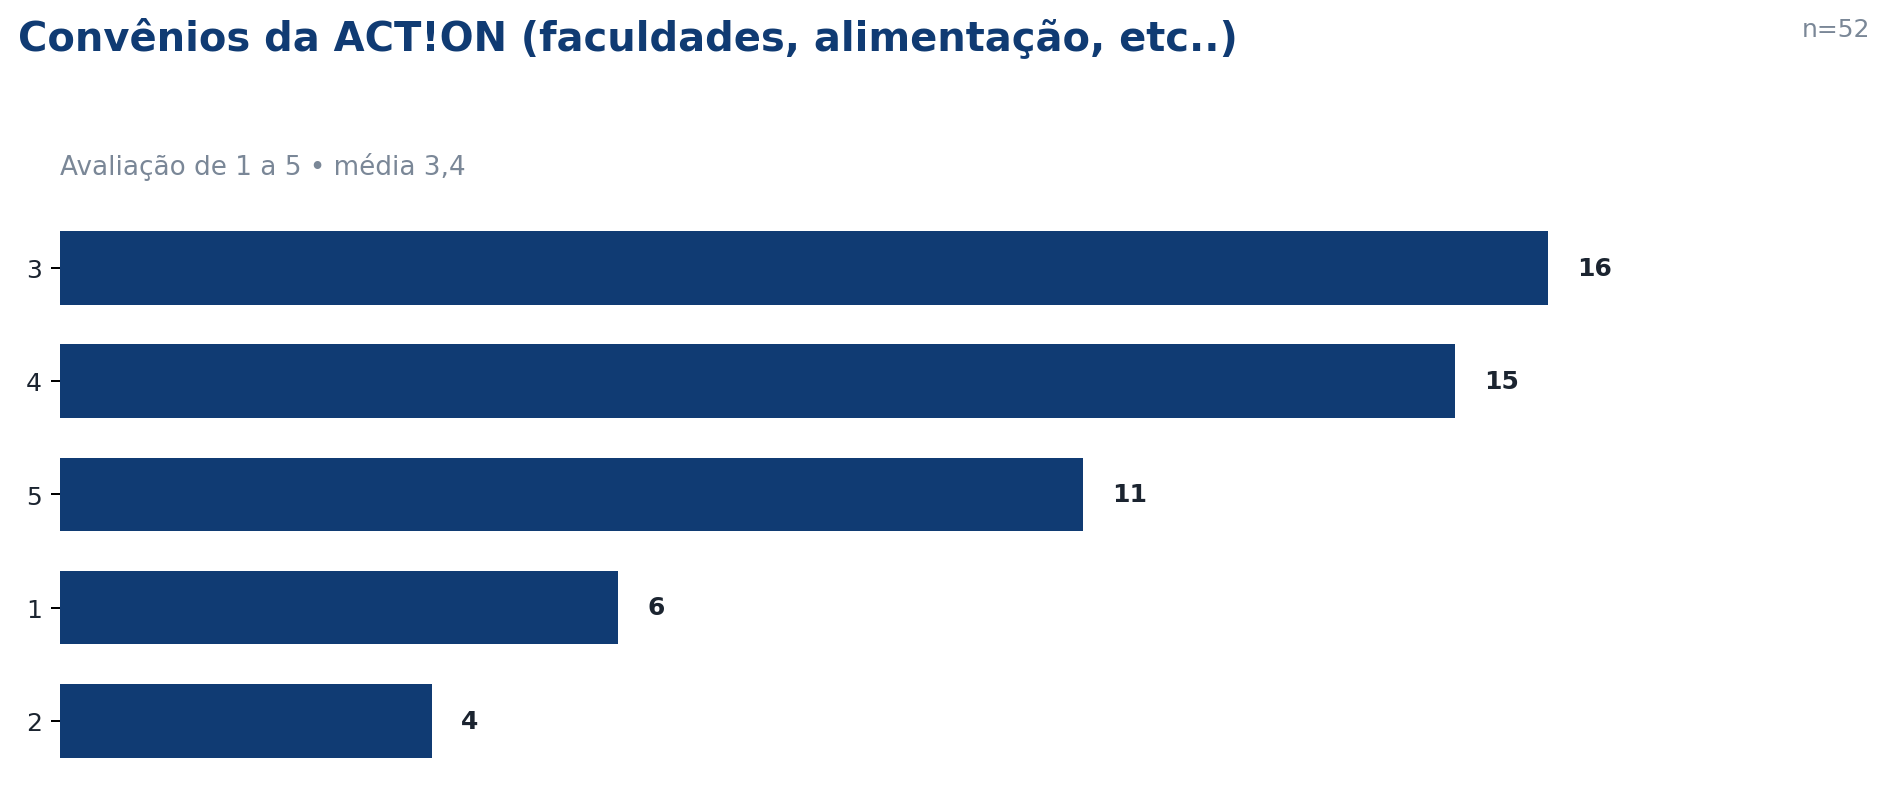 Convênios da ACT!ON (faculdades, alimentação, etc..)
n=52
Avaliação de 1 a 5 • média 3,4
3 16
4 15
5 11
1 6
2 4